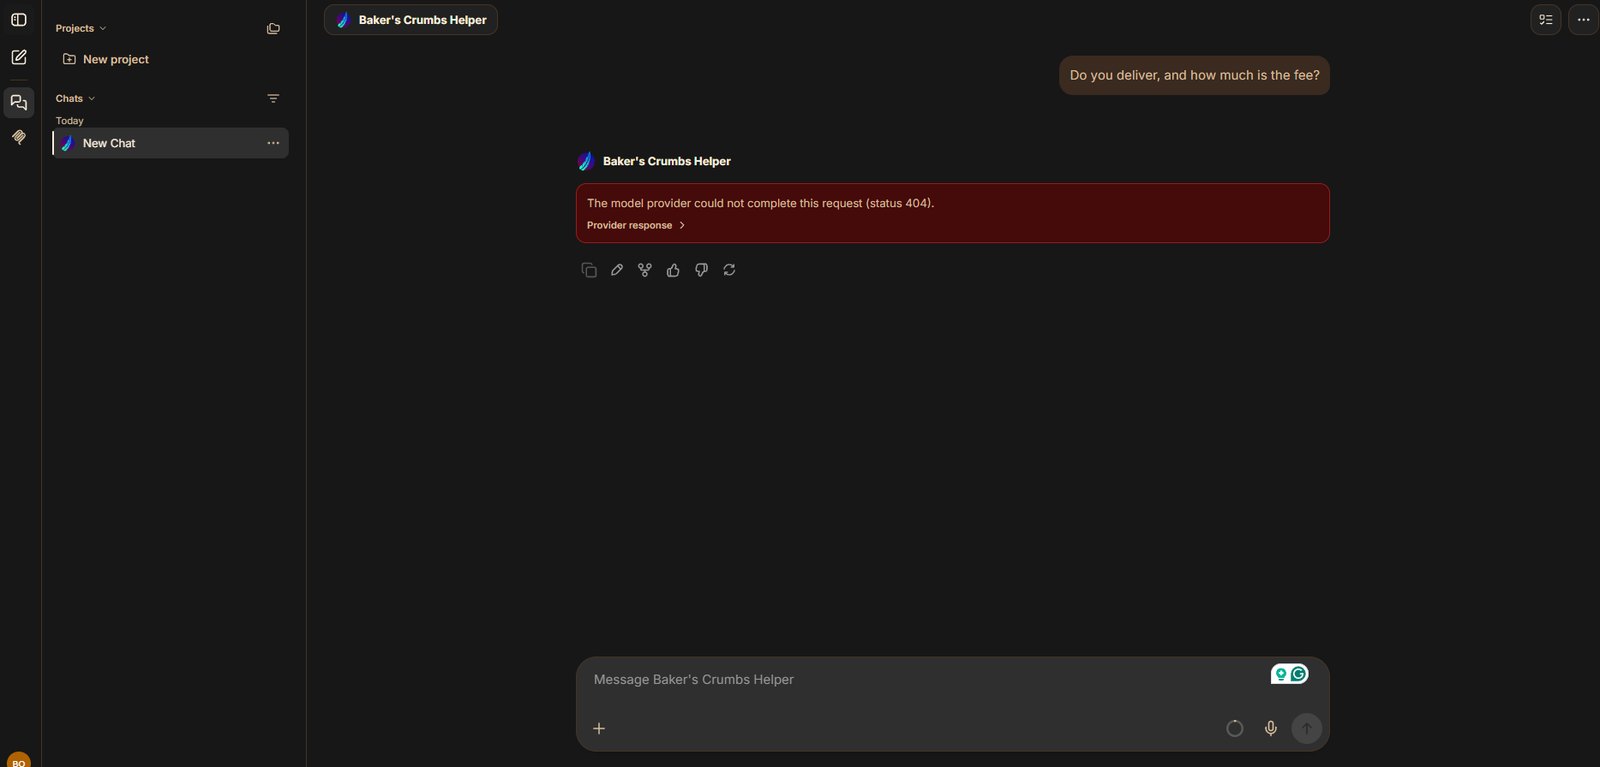 Projects
New project
Chats
Today
New Chat
Baker's Crumbs Helper
Do you deliver, and how much is the fee?
Baker's Crumbs Helper
The model provider could not complete this request (status 404).
Provider response
Message Baker's Crumbs Helper
BO